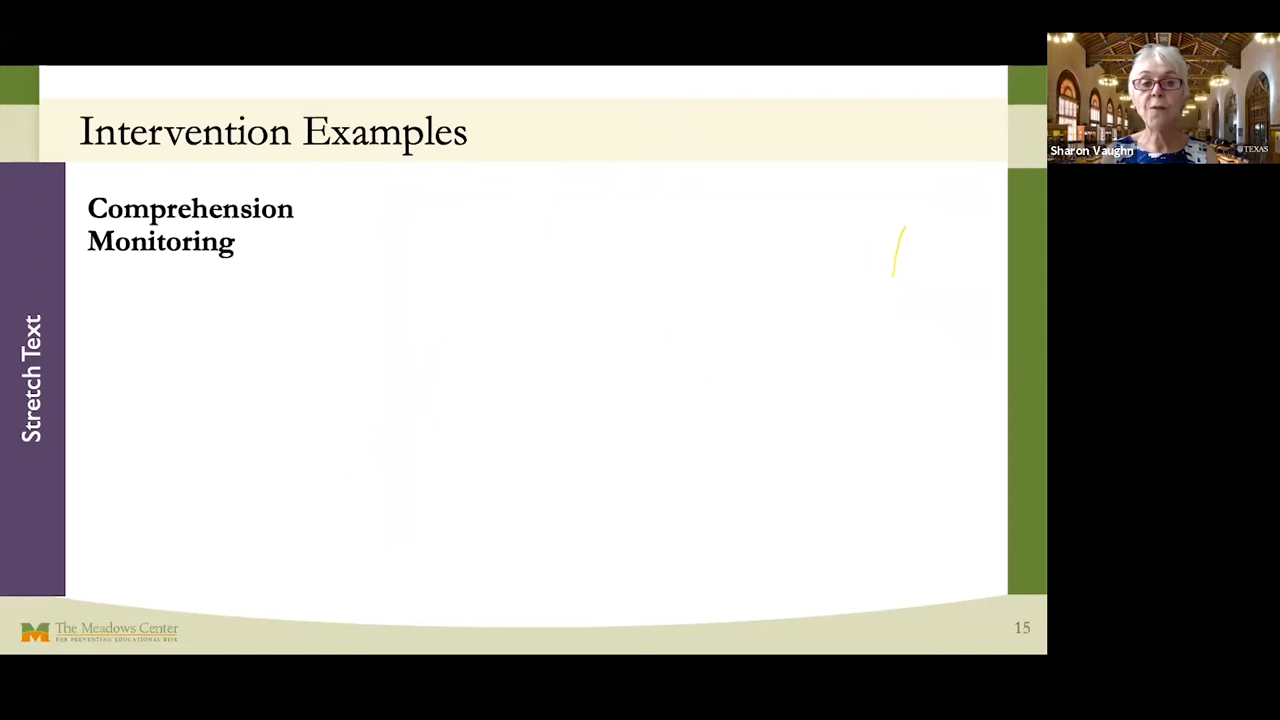 Intervention Examples
Comprehension
Monitoring
Stretch Text
The Meadows Center
FOR PREVENTING EDUCATIONAL RISK
15
Sharon Vaughn
TEXAS